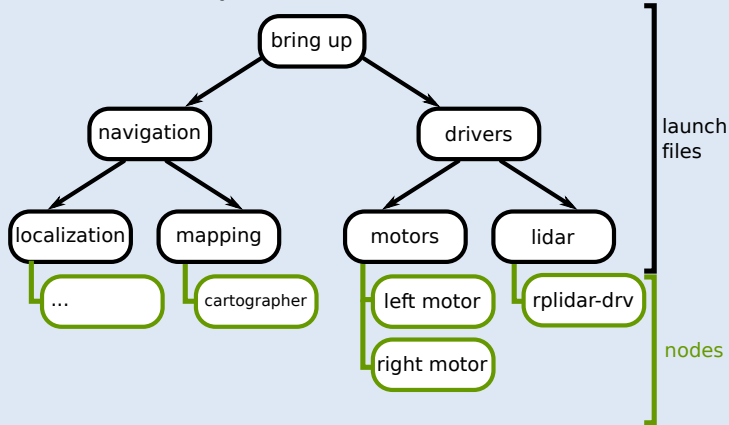 bring up
navigation
drivers
launch
files
localization
mapping
motors
lidar
...
cartographer
left motor
rplidar-drv
right motor
nodes